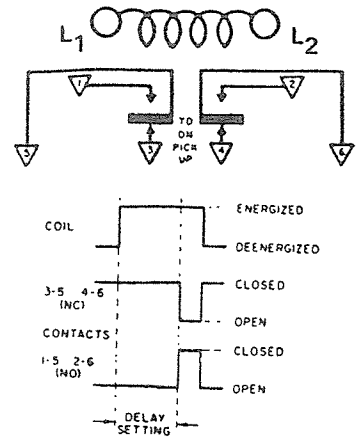 L1 L2
1 2
TD
ON
PICK
UP
5 3 4 6
ENERGIZED
COIL
DEENERGIZED
3-5 4-6 CLOSED
(NC)
OPEN
CONTACTS
CLOSED
1-5 2-6
(NO) OPEN
DELAY
SETTING